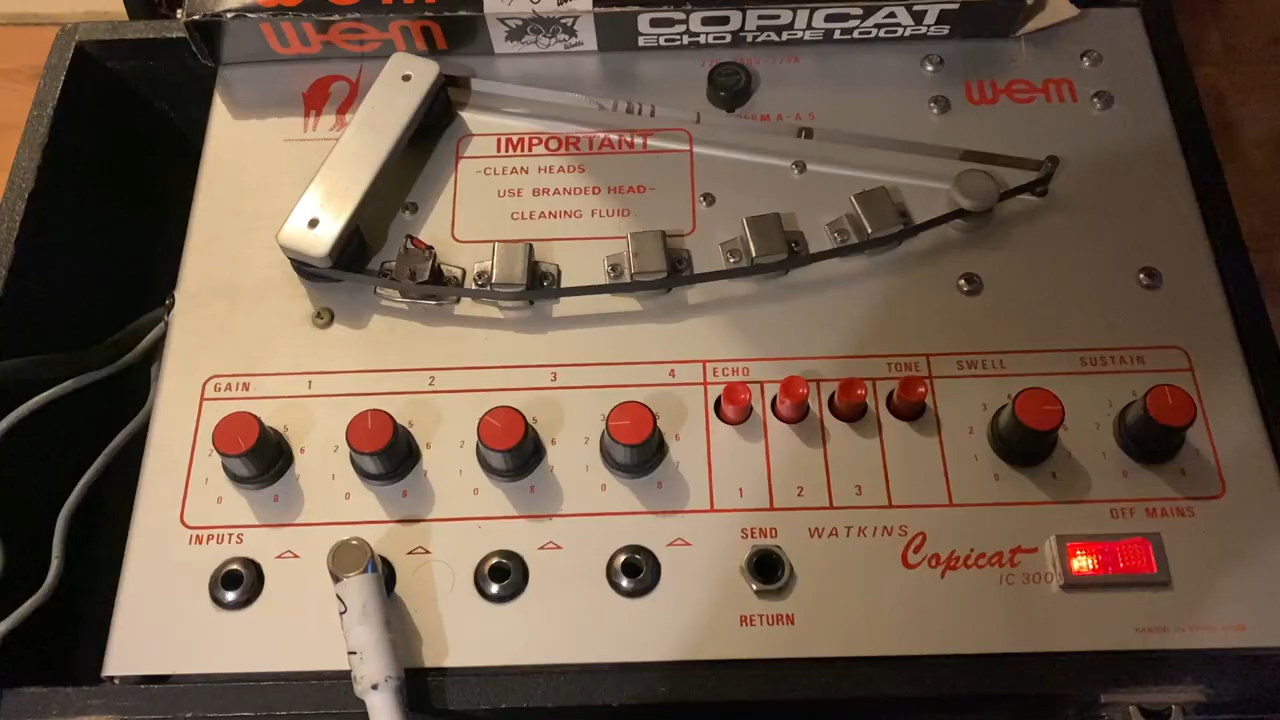 wem
COPICAT
wem
ECHO TAPE LOOPS
wem
IMPORTANT
-CLEAN HEADS
USE BRANDED HEAD-
CLEANING FLUID.
GAIN 1 2 3 4
ECHO TONE
SWELL SUSTAIN
1 2 3
INPUTS
SEND
RETURN
WATKINS
Copicat
IC 300
OFF MAINS